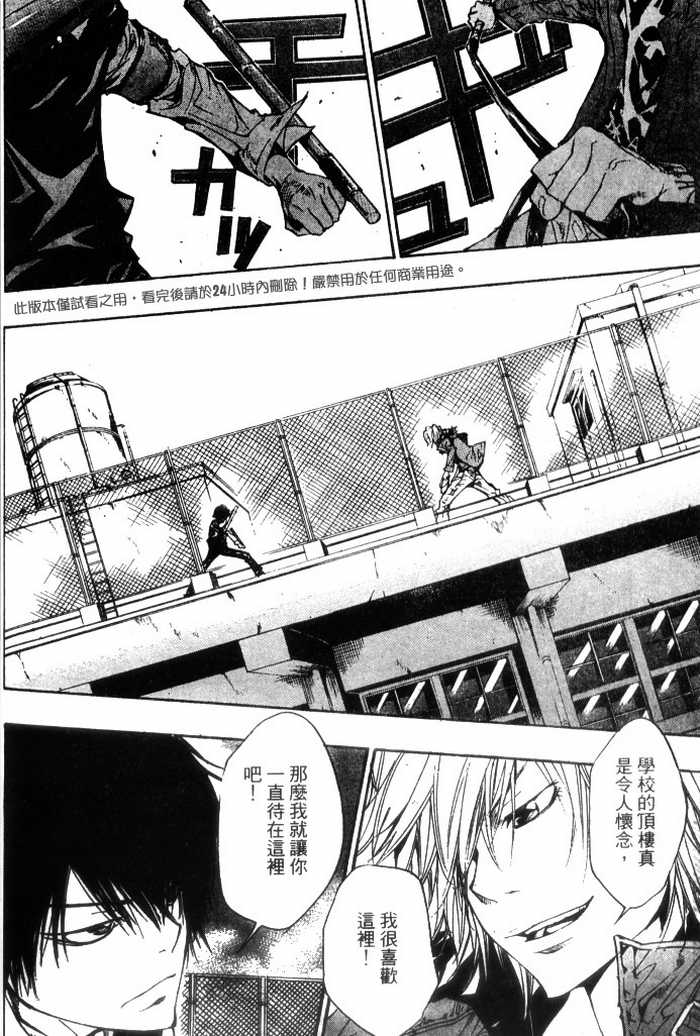 ギュ
チャ
カッ
此版本僅試看之用，看完後請於24小時內刪除！嚴禁用於任何商業用途。
學校的頂樓真
是令人懷念，
我很喜歡
這裡！
那麼我就讓你
一直待在這裡
吧！